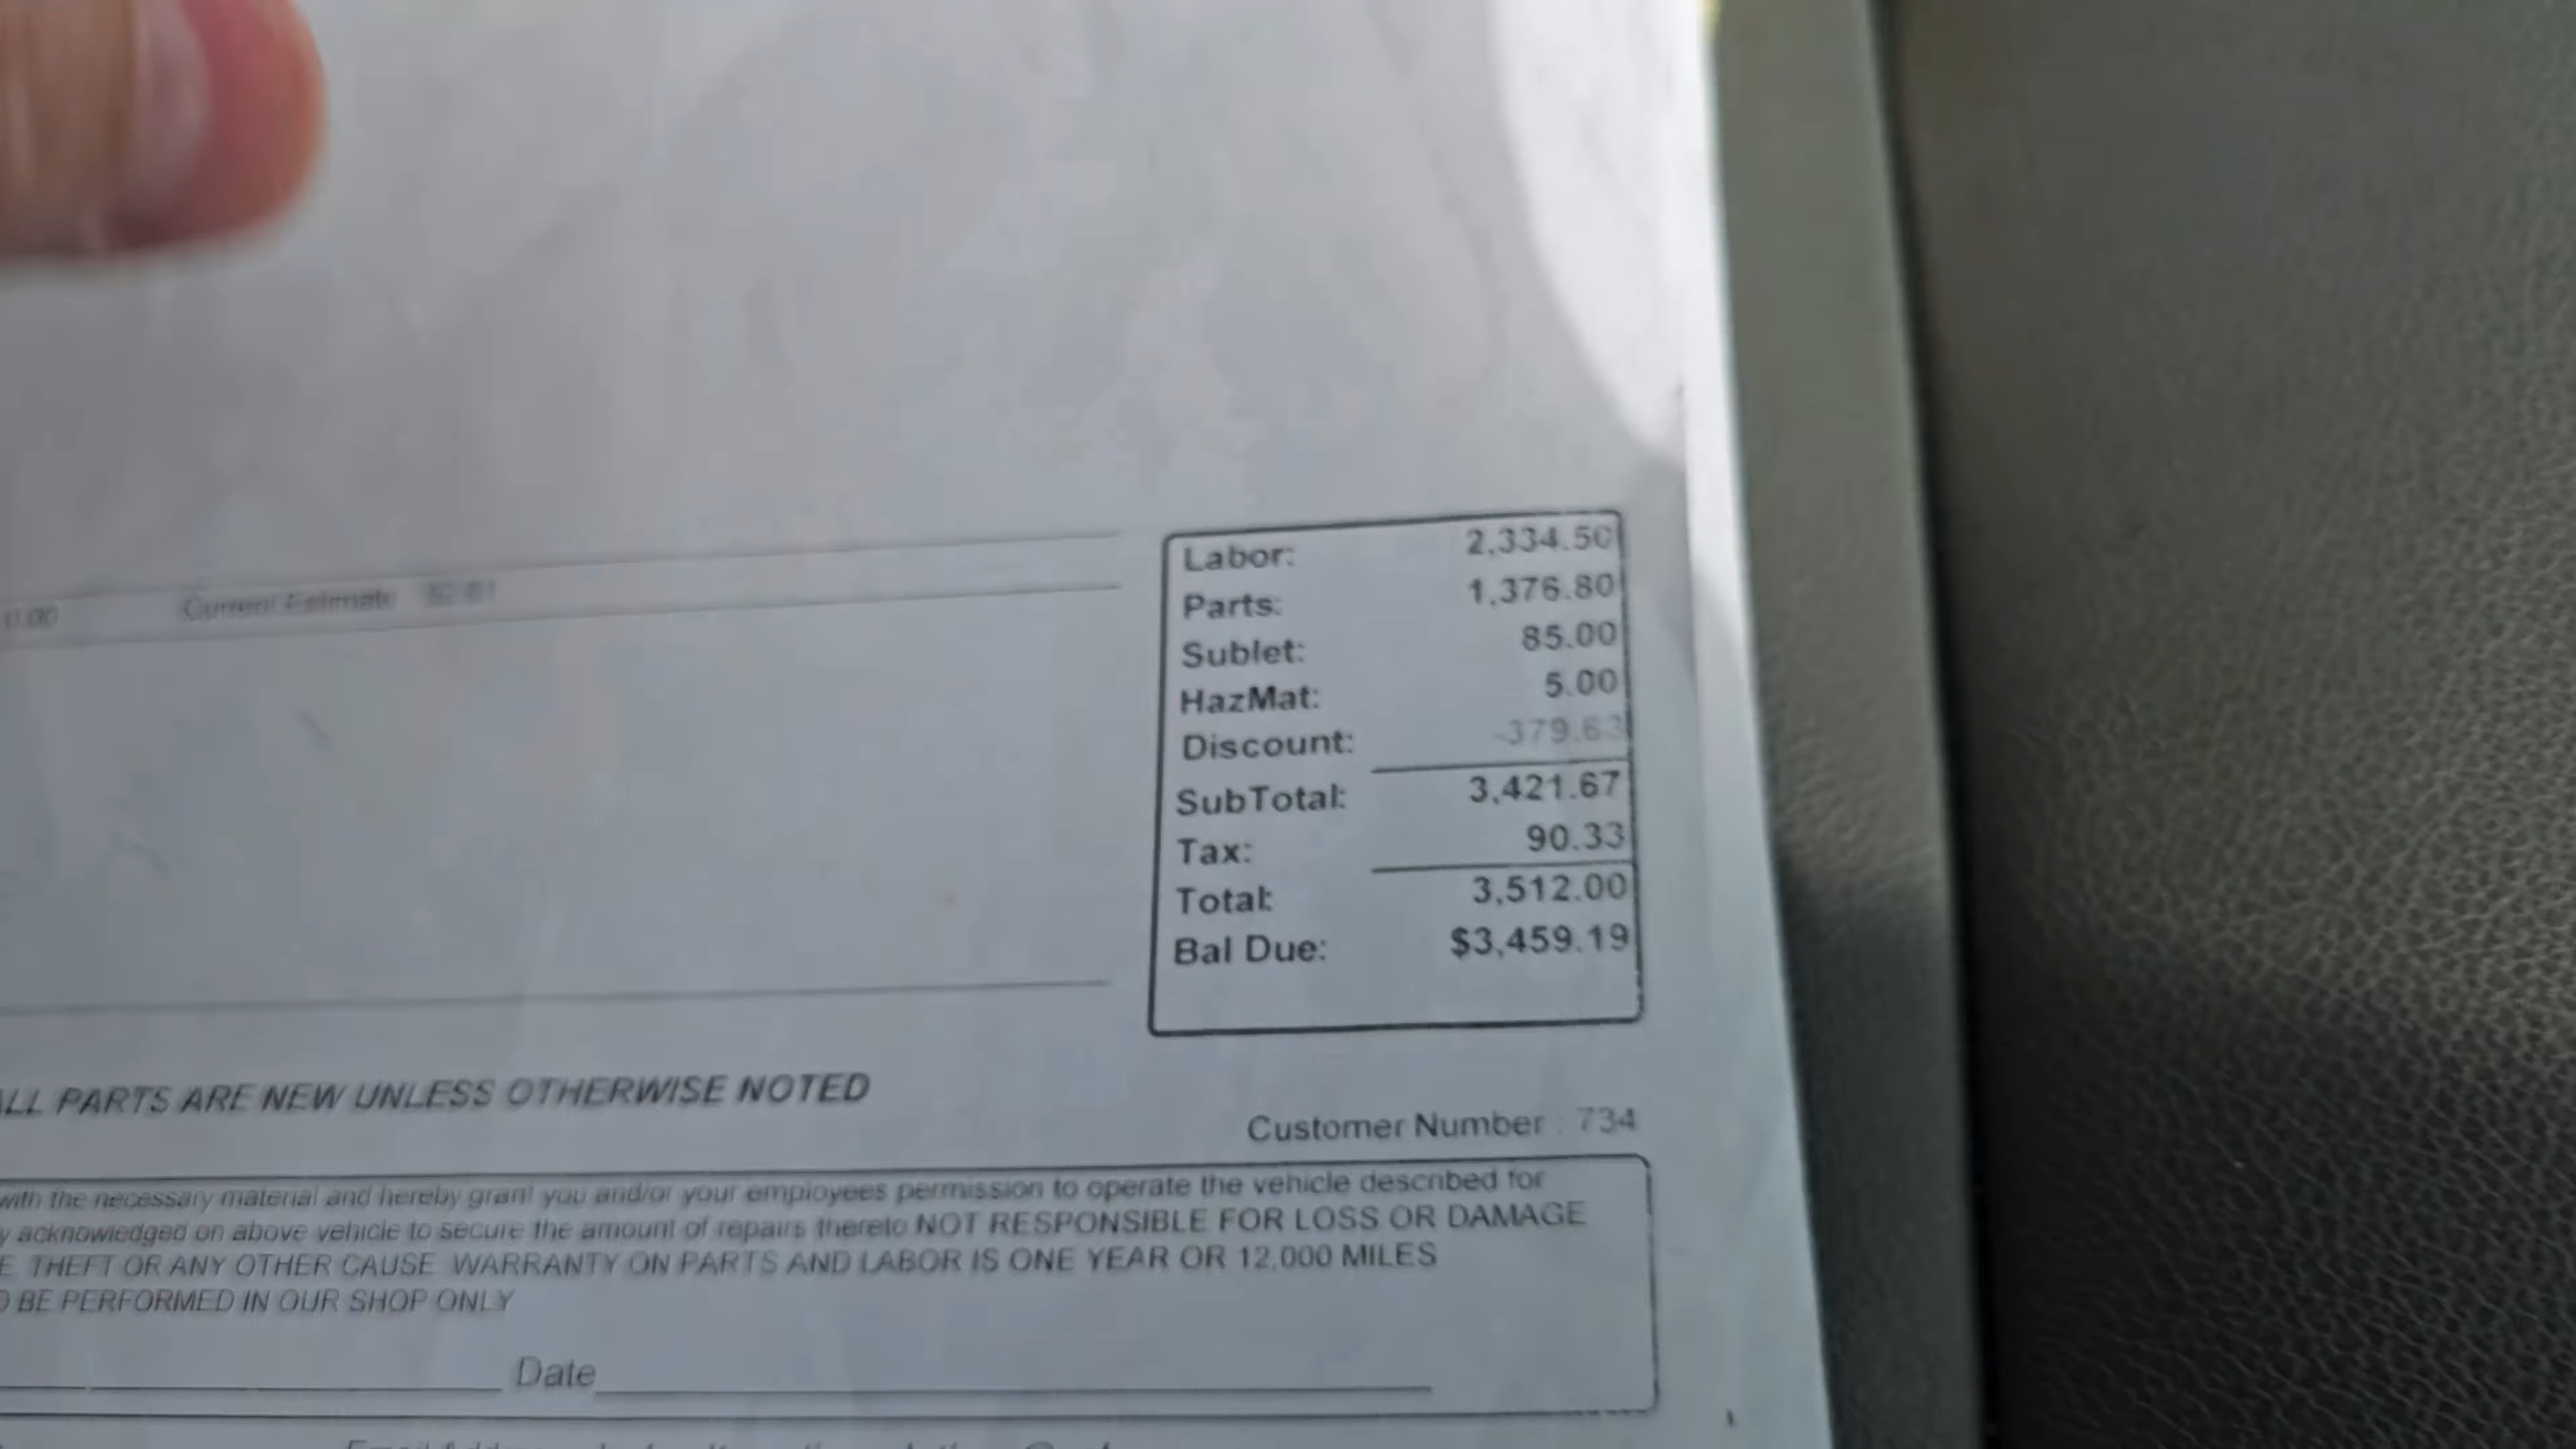 0.00 Current Estimate
Labor: 2,334.50
Parts: 1,376.80
Sublet: 85.00
HazMat: 5.00
Discount: -379.63
SubTotal: 3,421.67
Tax: 90.33
Total: 3,512.00
Bal Due: $3,459.19
ALL PARTS ARE NEW UNLESS OTHERWISE NOTED
Customer Number : 734
with the necessary material and hereby grant you and/or your employees permission to operate the vehicle described for
y acknowledged on above vehicle to secure the amount of repairs thereto NOT RESPONSIBLE FOR LOSS OR DAMAGE
E THEFT OR ANY OTHER CAUSE WARRANTY ON PARTS AND LABOR IS ONE YEAR OR 12,000 MILES
O BE PERFORMED IN OUR SHOP ONLY
Date